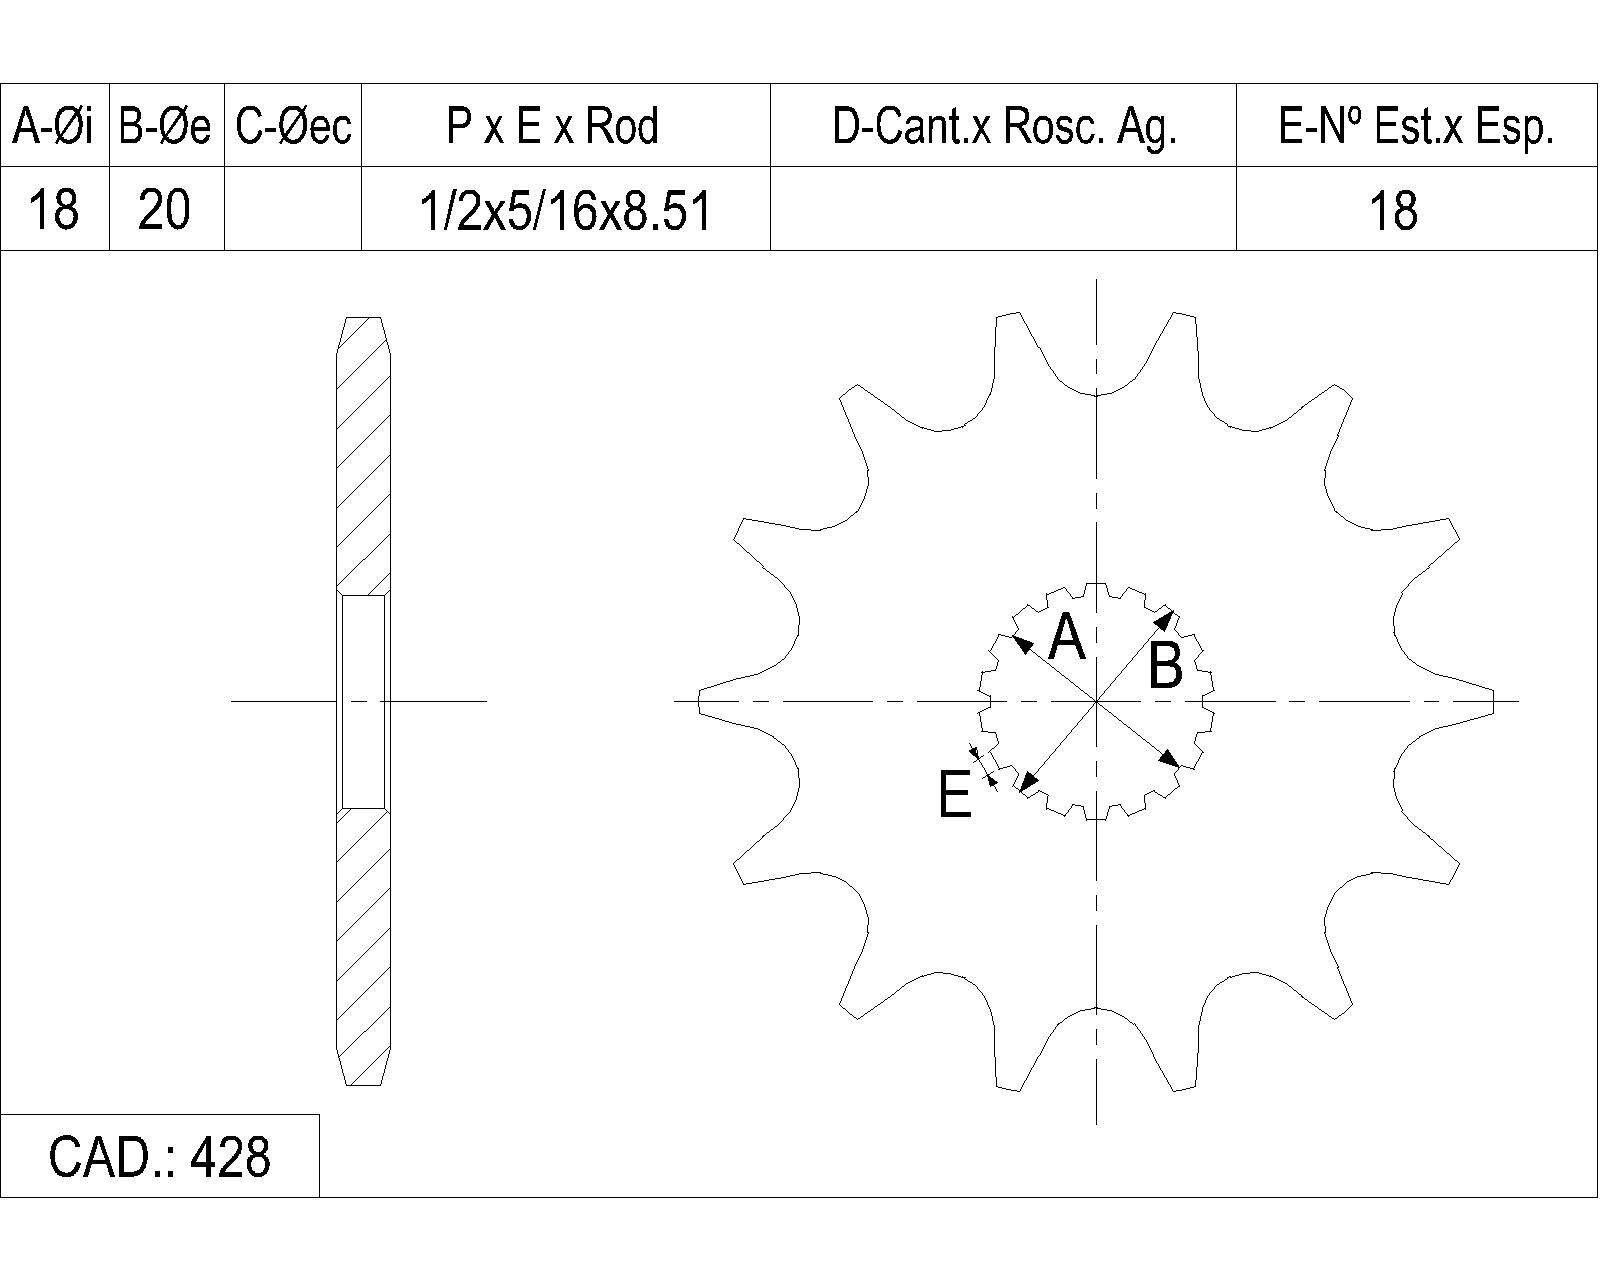 A-Øi B-Øe C-Øec P x E x Rod D-Cant.x Rosc. Ag. E-Nº Est.x Esp.
18 20 1/2x5/16x8.51 18
A
B
E
CAD.: 428